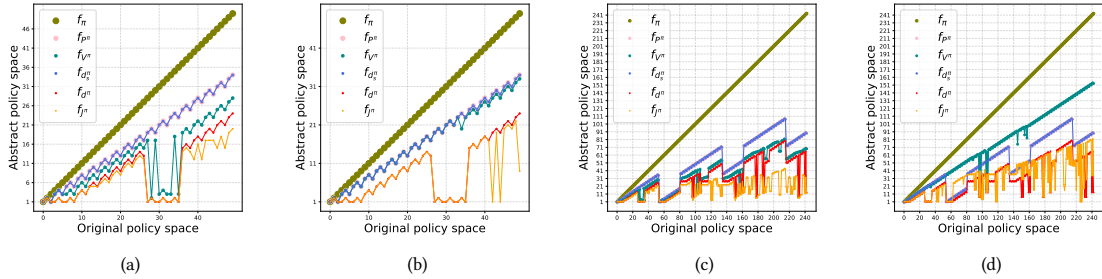 Abstract policy space
46
41
36
31
26
21
16
11
6
1
0
10
20
30
40
Original policy space
f_π
f_{P^π}
f_{V^π}
f_{d_s^π}
f_{d^π}
f_{J^π}
(a)
Abstract policy space
41
31
21
11
1
0
10
20
30
40
Original policy space
f_π
f_{P^π}
f_{V^π}
f_{d_s^π}
f_{d^π}
f_{J^π}
(b)
Abstract policy space
241
231
221
211
201
191
181
171
161
151
141
131
121
111
101
91
81
71
61
51
41
31
21
11
1
0 20 40 60 80 100 120 140 160 180 200 220 240
Original policy space
f_π
f_{P^π}
f_{V^π}
f_{d_s^π}
f_{d^π}
f_{J^π}
(c)
Abstract policy space
241
231
221
211
201
191
181
171
161
151
141
131
121
111
101
91
81
71
61
51
41
31
21
11
1
0 20 40 60 80 100 120 140 160 180 200 220 240
Original policy space
f_π
f_{P^π}
f_{V^π}
f_{d_s^π}
f_{d^π}
f_{J^π}
(d)